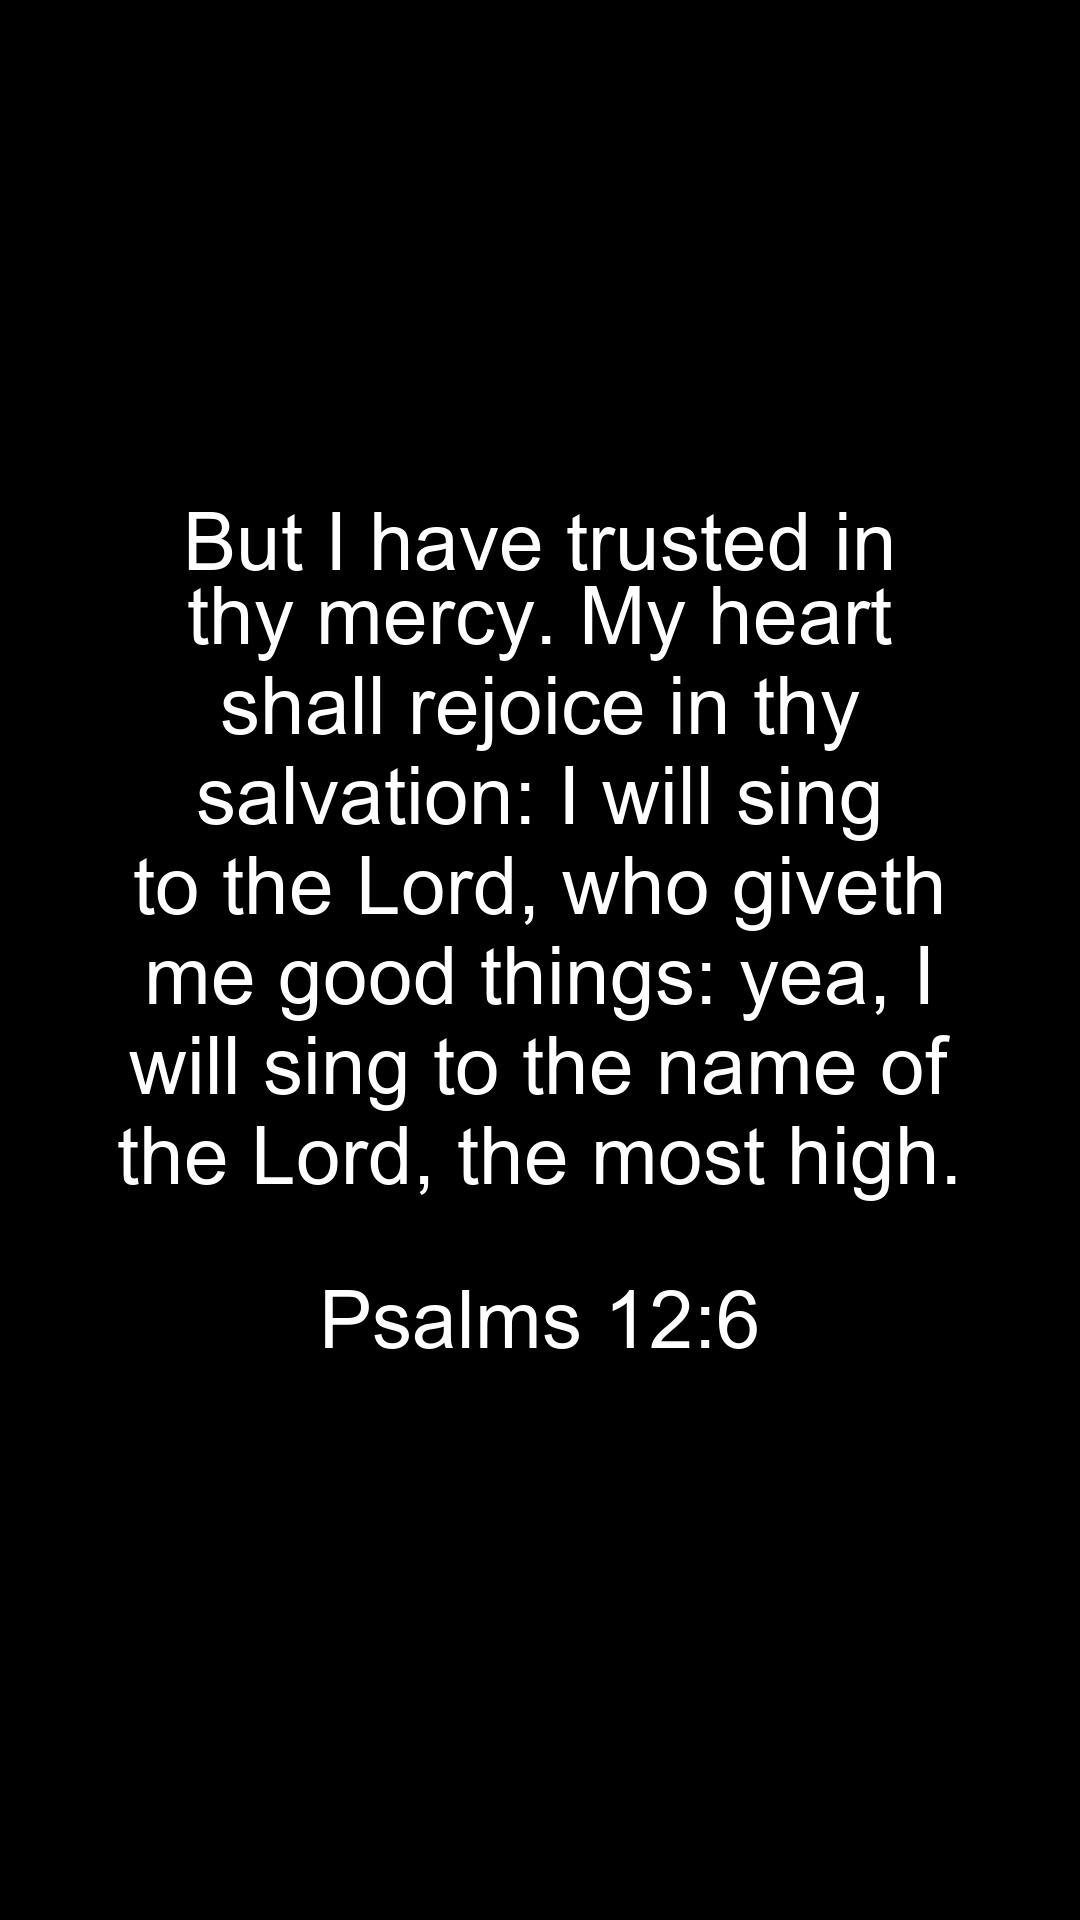 But I have trusted in
thy mercy. My heart
shall rejoice in thy
salvation: I will sing
to the Lord, who giveth
me good things: yea, I
will sing to the name of
the Lord, the most high.
Psalms 12:6